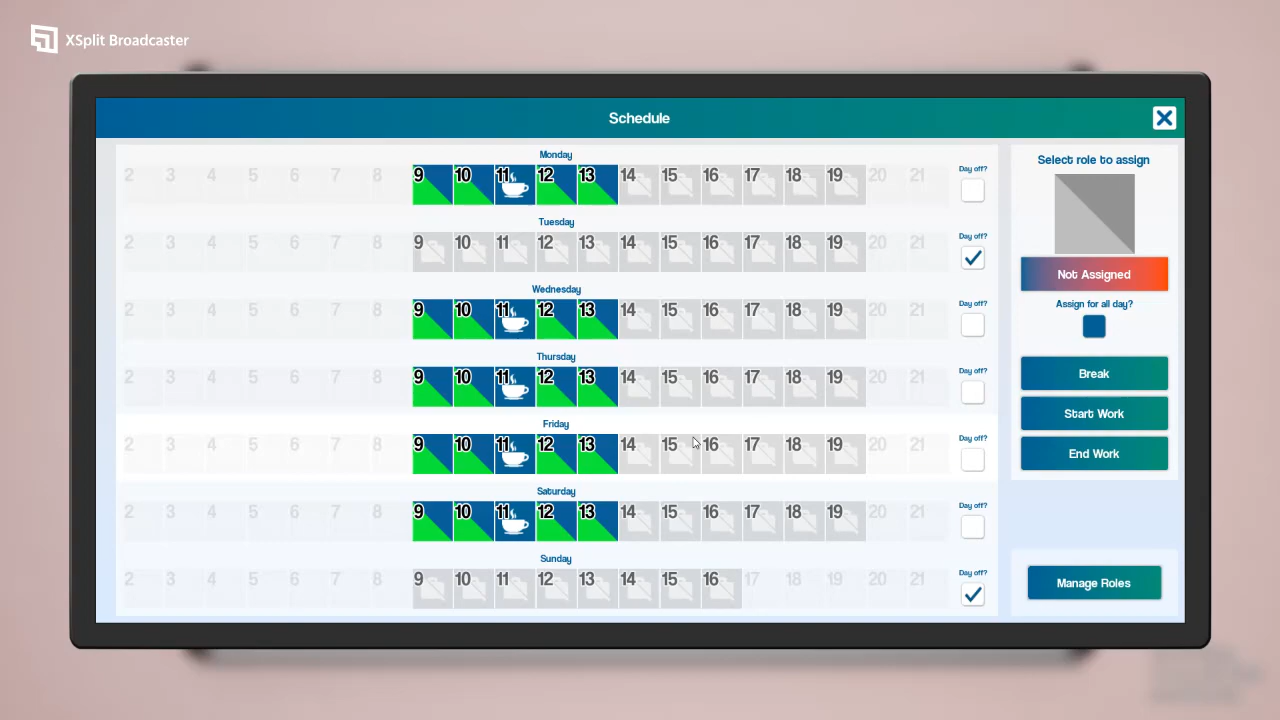 XSplit Broadcaster
Schedule
Monday
2 3 4 5 6 7 8 9 10 11 12 13 14 15 16 17 18 19 20 21
Day off?
Tuesday
2 3 4 5 6 7 8 9 10 11 12 13 14 15 16 17 18 19 20 21
Day off?
Wednesday
2 3 4 5 6 7 8 9 10 11 12 13 14 15 16 17 18 19 20 21
Day off?
Thursday
2 3 4 5 6 7 8 9 10 11 12 13 14 15 16 17 18 19 20 21
Day off?
Friday
2 3 4 5 6 7 8 9 10 11 12 13 14 15 16 17 18 19 20 21
Day off?
Saturday
2 3 4 5 6 7 8 9 10 11 12 13 14 15 16 17 18 19 20 21
Day off?
Sunday
2 3 4 5 6 7 8 9 10 11 12 13 14 15 16 17 18 19 20 21
Day off?
Select role to assign
Not Assigned
Assign for all day?
Break
Start Work
End Work
Manage Roles